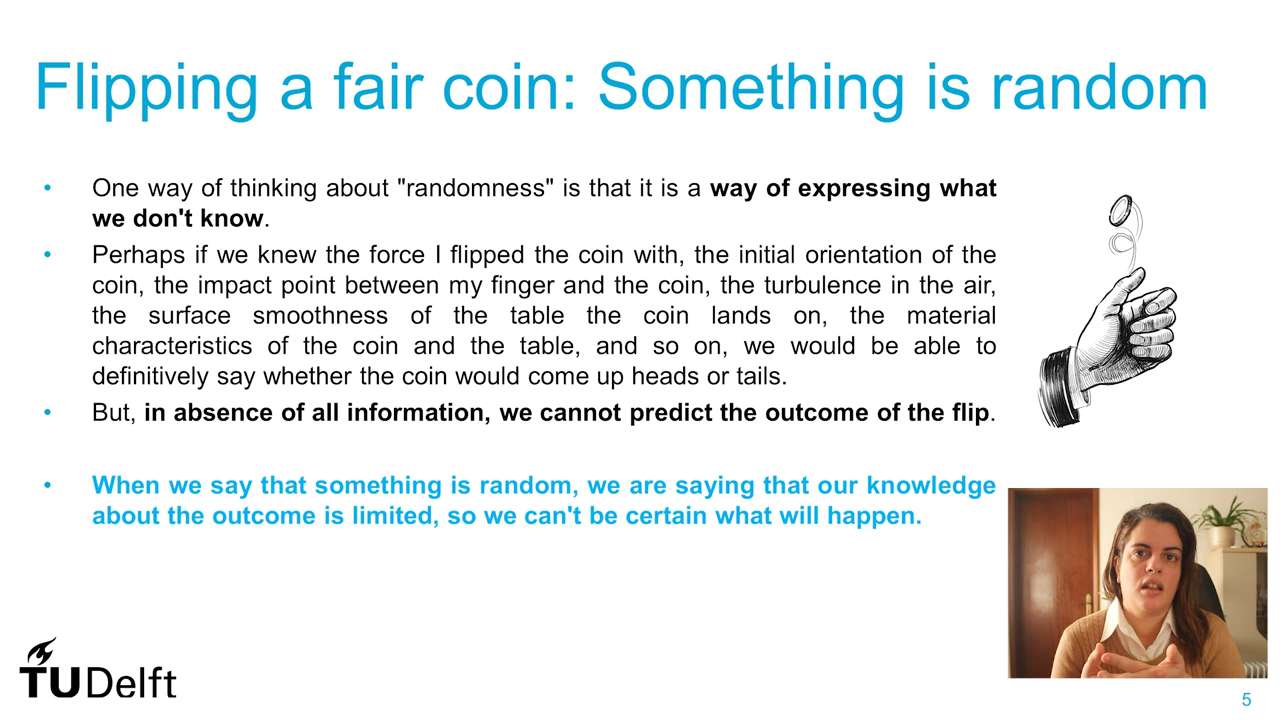 Flipping a fair coin: Something is random
• One way of thinking about "randomness" is that it is a way of expressing what
we don't know.
• Perhaps if we knew the force I flipped the coin with, the initial orientation of the
coin, the impact point between my finger and the coin, the turbulence in the air,
the surface smoothness of the table the coin lands on, the material
characteristics of the coin and the table, and so on, we would be able to
definitively say whether the coin would come up heads or tails.
• But, in absence of all information, we cannot predict the outcome of the flip.
• When we say that something is random, we are saying that our knowledge
about the outcome is limited, so we can't be certain what will happen.
TUDelft
5